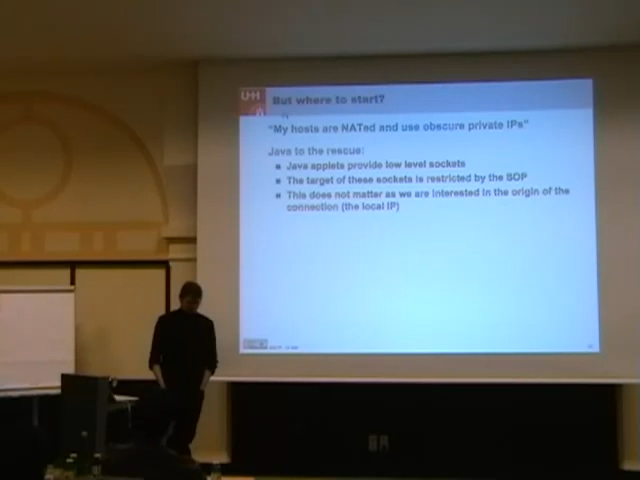 UH
But where to start?
"My hosts are NATed and use obscure private IPs"
Java to the rescue:
Java applets provide low level sockets
The target of these sockets is restricted by the SOP
This does not matter as we are interested in the origin of the
connection (the local IP)